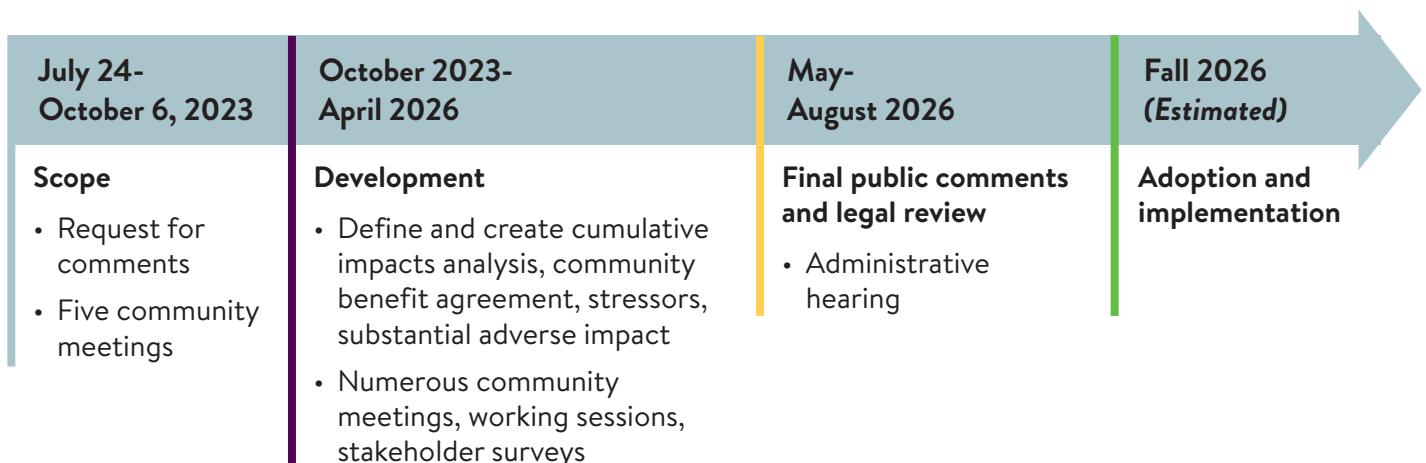 July 24-
October 6, 2023
Scope
• Request for
comments
• Five community
meetings
October 2023-
April 2026
Development
• Define and create cumulative
impacts analysis, community
benefit agreement, stressors,
substantial adverse impact
• Numerous community
meetings, working sessions,
stakeholder surveys
May-
August 2026
Final public comments
and legal review
• Administrative
hearing
Fall 2026
(Estimated)
Adoption and
implementation